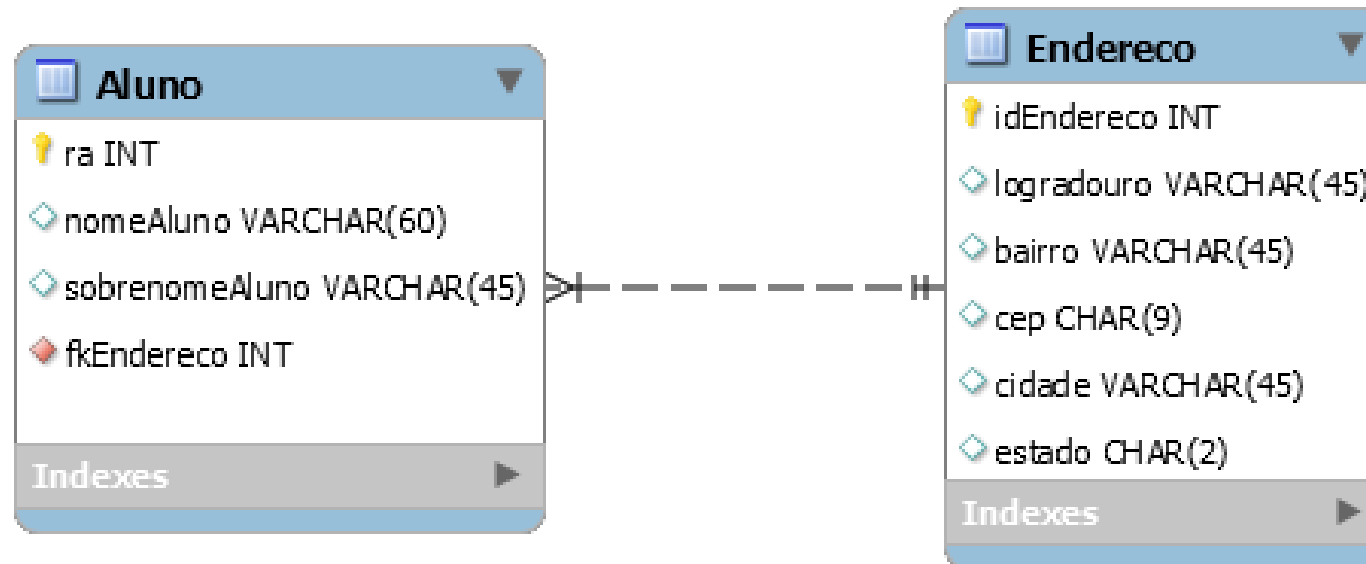 Aluno
ra INT
nomeAluno VARCHAR(60)
sobrenomeAluno VARCHAR(45)
fkEndereco INT
Indexes
Endereco
idEndereco INT
logradouro VARCHAR(45)
bairro VARCHAR(45)
cep CHAR(9)
cidade VARCHAR(45)
estado CHAR(2)
Indexes